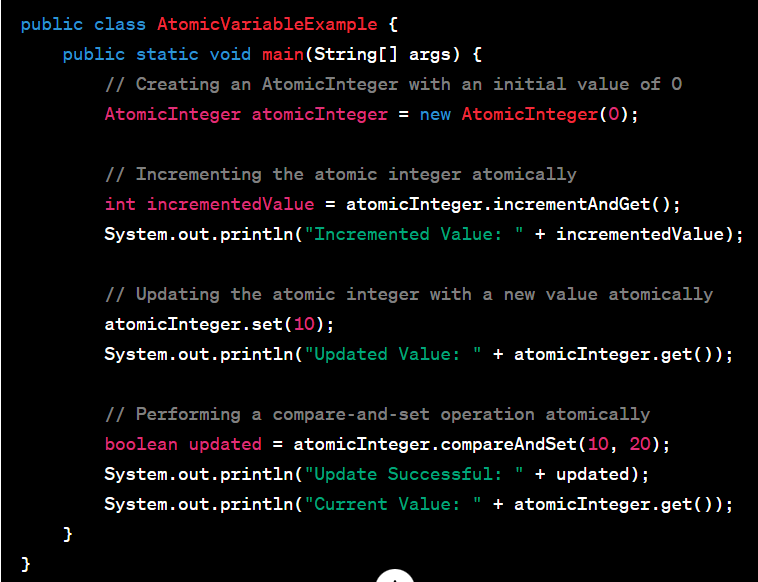 public class AtomicVariableExample {
    public static void main(String[] args) {
        // Creating an AtomicInteger with an initial value of 0
        AtomicInteger atomicInteger = new AtomicInteger(0);

        // Incrementing the atomic integer atomically
        int incrementedValue = atomicInteger.incrementAndGet();
        System.out.println("Incremented Value: " + incrementedValue);

        // Updating the atomic integer with a new value atomically
        atomicInteger.set(10);
        System.out.println("Updated Value: " + atomicInteger.get());

        // Performing a compare-and-set operation atomically
        boolean updated = atomicInteger.compareAndSet(10, 20);
        System.out.println("Update Successful: " + updated);
        System.out.println("Current Value: " + atomicInteger.get());
    }
}